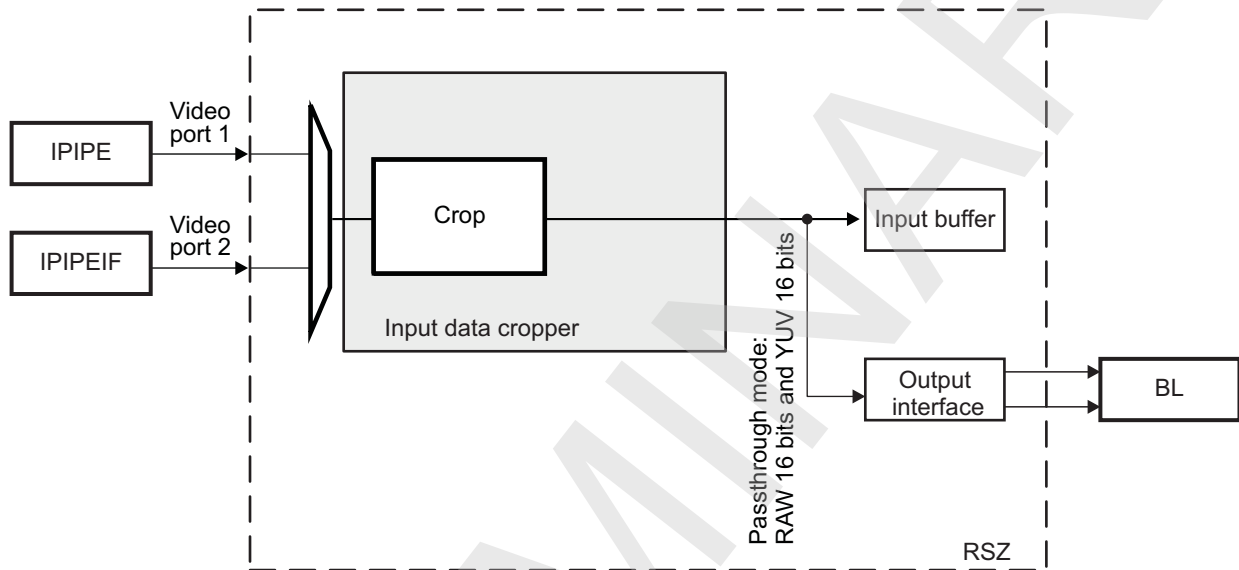 Video
port 1
IPIPE
Video
port 2
IPIPEIF
Crop
Input data cropper
Input buffer
Passthrough mode:
RAW 16 bits and YUV 16 bits
Output
interface
BL
RSZ
MINAR